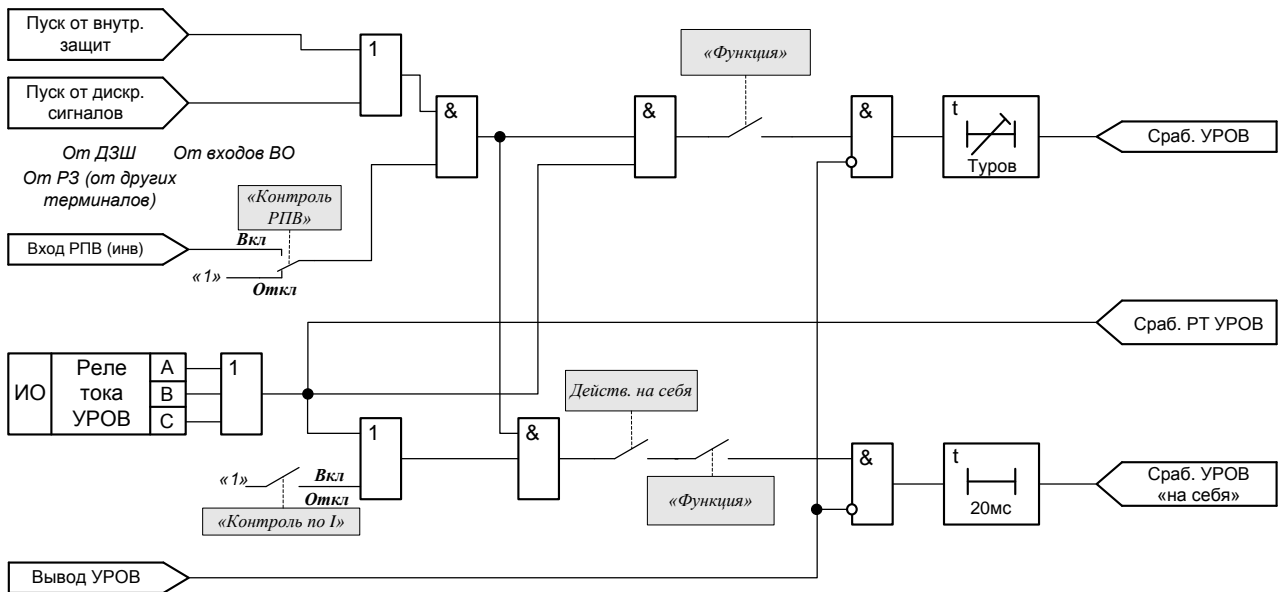 Пуск от внутр.
защит
1
«Функция»
Пуск от дискр.
сигналов
&
&
&
t
Tуров
Сраб. УРОВ
От ДЗШ От входов ВО
От РЗ (от других
терминалов)
«Контроль
РПВ»
Вход РПВ (инв)
Вкл
«1»
Откл
Сраб. РТ УРОВ
ИО
Реле
тока
УРОВ
A
B
C
1
Действ. на себя
1
&
«1»
Вкл
Откл
«Контроль по I»
«Функция»
&
t
20мс
Сраб. УРОВ
«на себя»
Вывод УРОВ